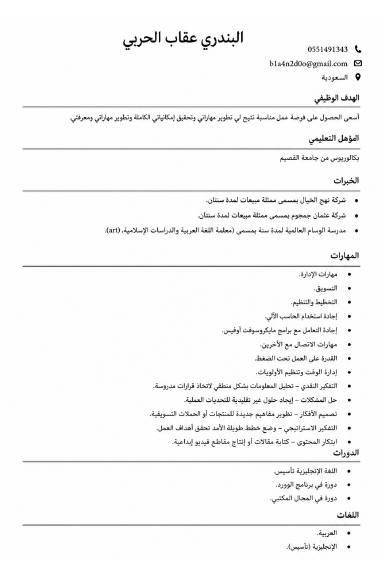 البندري عقاب الحربي
0551491343
b1a4n2d0o@gmail.com
السعودية
الهدف الوظيفي
أسعى الحصول على فرصة عمل مناسبة تتيح لي تطوير مهاراتي وتحقيق إمكانياتي الكاملة وتطوير مهاراتي ومعرفتي.
المؤهل التعليمي
بكالوريوس من جامعة القصيم
الخبرات
• شركة نهج الخيال بمسمى ممثلة مبيعات لمدة سنتان.
• شركة عثمان جمجوم بمسمى ممثلة مبيعات لمدة سنتان.
• مدرسة الوسام العالمية لمدة سنة بمسمى (معلمة اللغة العربية والدراسات الإسلامية، art).
المهارات
• مهارات الإدارة.
• التسويق.
• التخطيط والتنظيم.
• إجادة استخدام الحاسب الآلي.
• إجادة التعامل مع برامج مايكروسوفت أوفيس.
• مهارات الاتصال مع الآخرين.
• القدرة على العمل تحت الضغط.
• إدارة الوقت وتنظيم الأولويات.
• التفكير النقدي – تحليل المعلومات بشكل منطقي لاتخاذ قرارات مدروسة.
• حل المشكلات – إيجاد حلول غير تقليدية للتحديات العملية.
• تصميم الأفكار – تطوير مفاهيم جديدة للمنتجات أو الحملات التسويقية.
• التفكير الاستراتيجي – وضع خطط طويلة الأمد تحقق أهداف العمل.
• ابتكار المحتوى – كتابة مقالات أو إنتاج مقاطع فيديو إبداعية.
الدورات
• اللغة الإنجليزية تأسيس.
• دورة في برنامج الوورد.
• دورة في المجال المكتبي.
اللغات
• العربية.
• الإنجليزية (تأسيس).